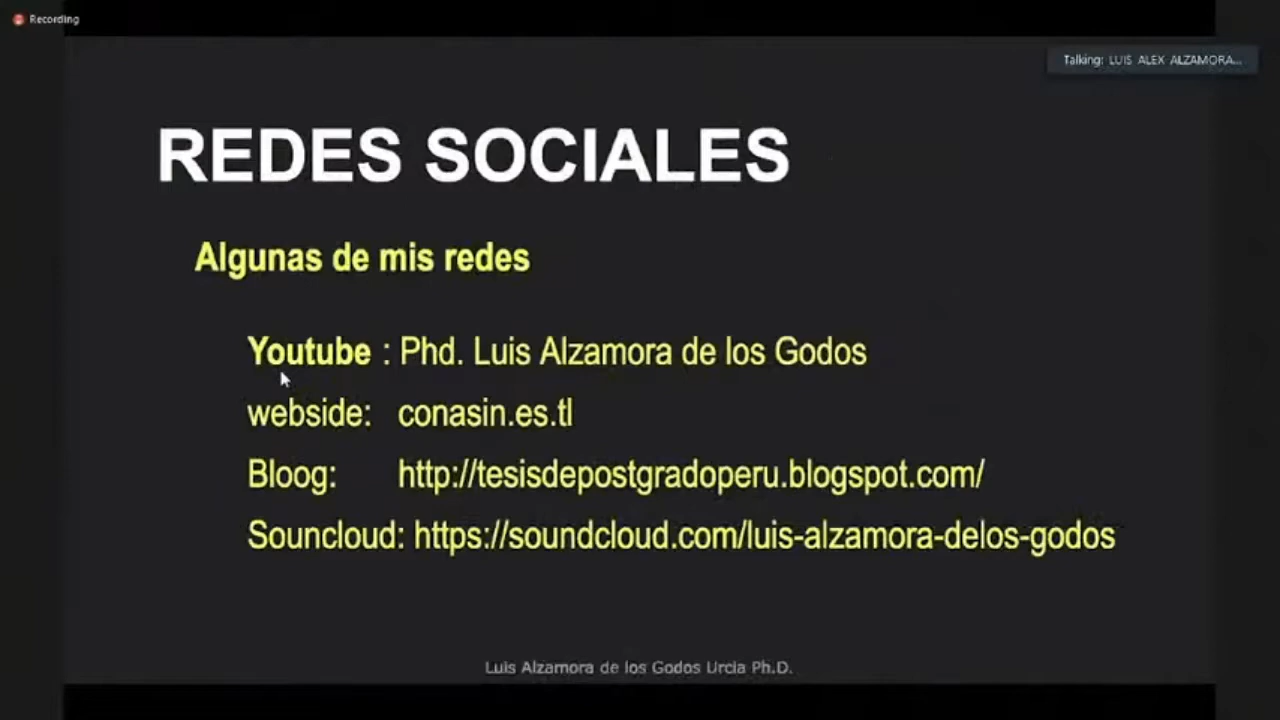 Recording
Talking: LUIS ALEX ALZAMORA...
REDES SOCIALES
Algunas de mis redes
Youtube : Phd. Luis Alzamora de los Godos
webside: conasin.es.tl
Bloog: http://tesisdepostgradoperu.blogspot.com/
Souncloud: https://soundcloud.com/luis-alzamora-delos-godos
Luis Alzamora de los Godos Urcia Ph.D.